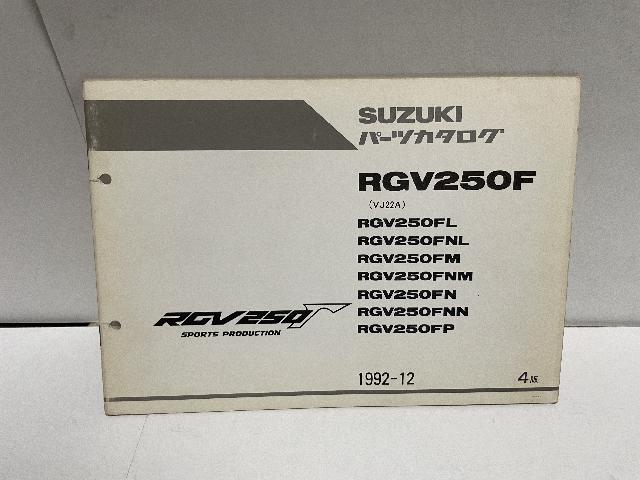 SUZUKI
パーツカタログ
RGV250F
(VJ22A)
RGV250FL
RGV250FNL
RGV250FM
RGV250FNM
RGV250FN
RGV250FNN
RGV250FP
RGV250Γ
SPORTS PRODUCTION
1992-12
4版